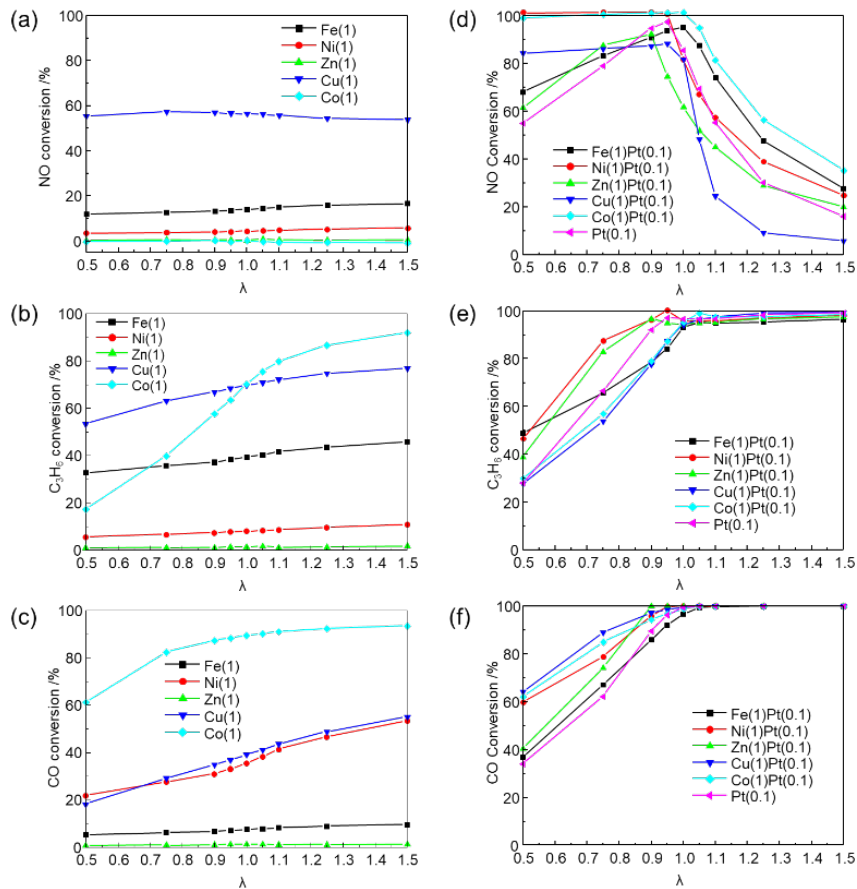 (a)
NO conversion /%
100
80
60
40
20
0
Fe(1)
Ni(1)
Zn(1)
Cu(1)
Co(1)
0.5 0.6 0.7 0.8 0.9 1.0 1.1 1.2 1.3 1.4 1.5
λ
(d)
NO Conversion /%
100
80
60
40
20
0
Fe(1)Pt(0.1)
Ni(1)Pt(0.1)
Zn(1)Pt(0.1)
Cu(1)Pt(0.1)
Co(1)Pt(0.1)
Pt(0.1)
0.5 0.6 0.7 0.8 0.9 1.0 1.1 1.2 1.3 1.4 1.5
λ
(b)
C₃H₆ conversion /%
100
80
60
40
20
0
Fe(1)
Ni(1)
Zn(1)
Cu(1)
Co(1)
0.5 0.6 0.7 0.8 0.9 1.0 1.1 1.2 1.3 1.4 1.5
λ
(e)
C₃H₆ conversion /%
100
80
60
40
20
0
Fe(1)Pt(0.1)
Ni(1)Pt(0.1)
Zn(1)Pt(0.1)
Cu(1)Pt(0.1)
Co(1)Pt(0.1)
Pt(0.1)
0.5 0.6 0.7 0.8 0.9 1.0 1.1 1.2 1.3 1.4 1.5
λ
(c)
CO conversion /%
100
80
60
40
20
0
Fe(1)
Ni(1)
Zn(1)
Cu(1)
Co(1)
0.5 0.6 0.7 0.8 0.9 1.0 1.1 1.2 1.3 1.4 1.5
λ
(f)
CO Conversion /%
100
80
60
40
20
0
Fe(1)Pt(0.1)
Ni(1)Pt(0.1)
Zn(1)Pt(0.1)
Cu(1)Pt(0.1)
Co(1)Pt(0.1)
Pt(0.1)
0.5 0.6 0.7 0.8 0.9 1.0 1.1 1.2 1.3 1.4 1.5
λ